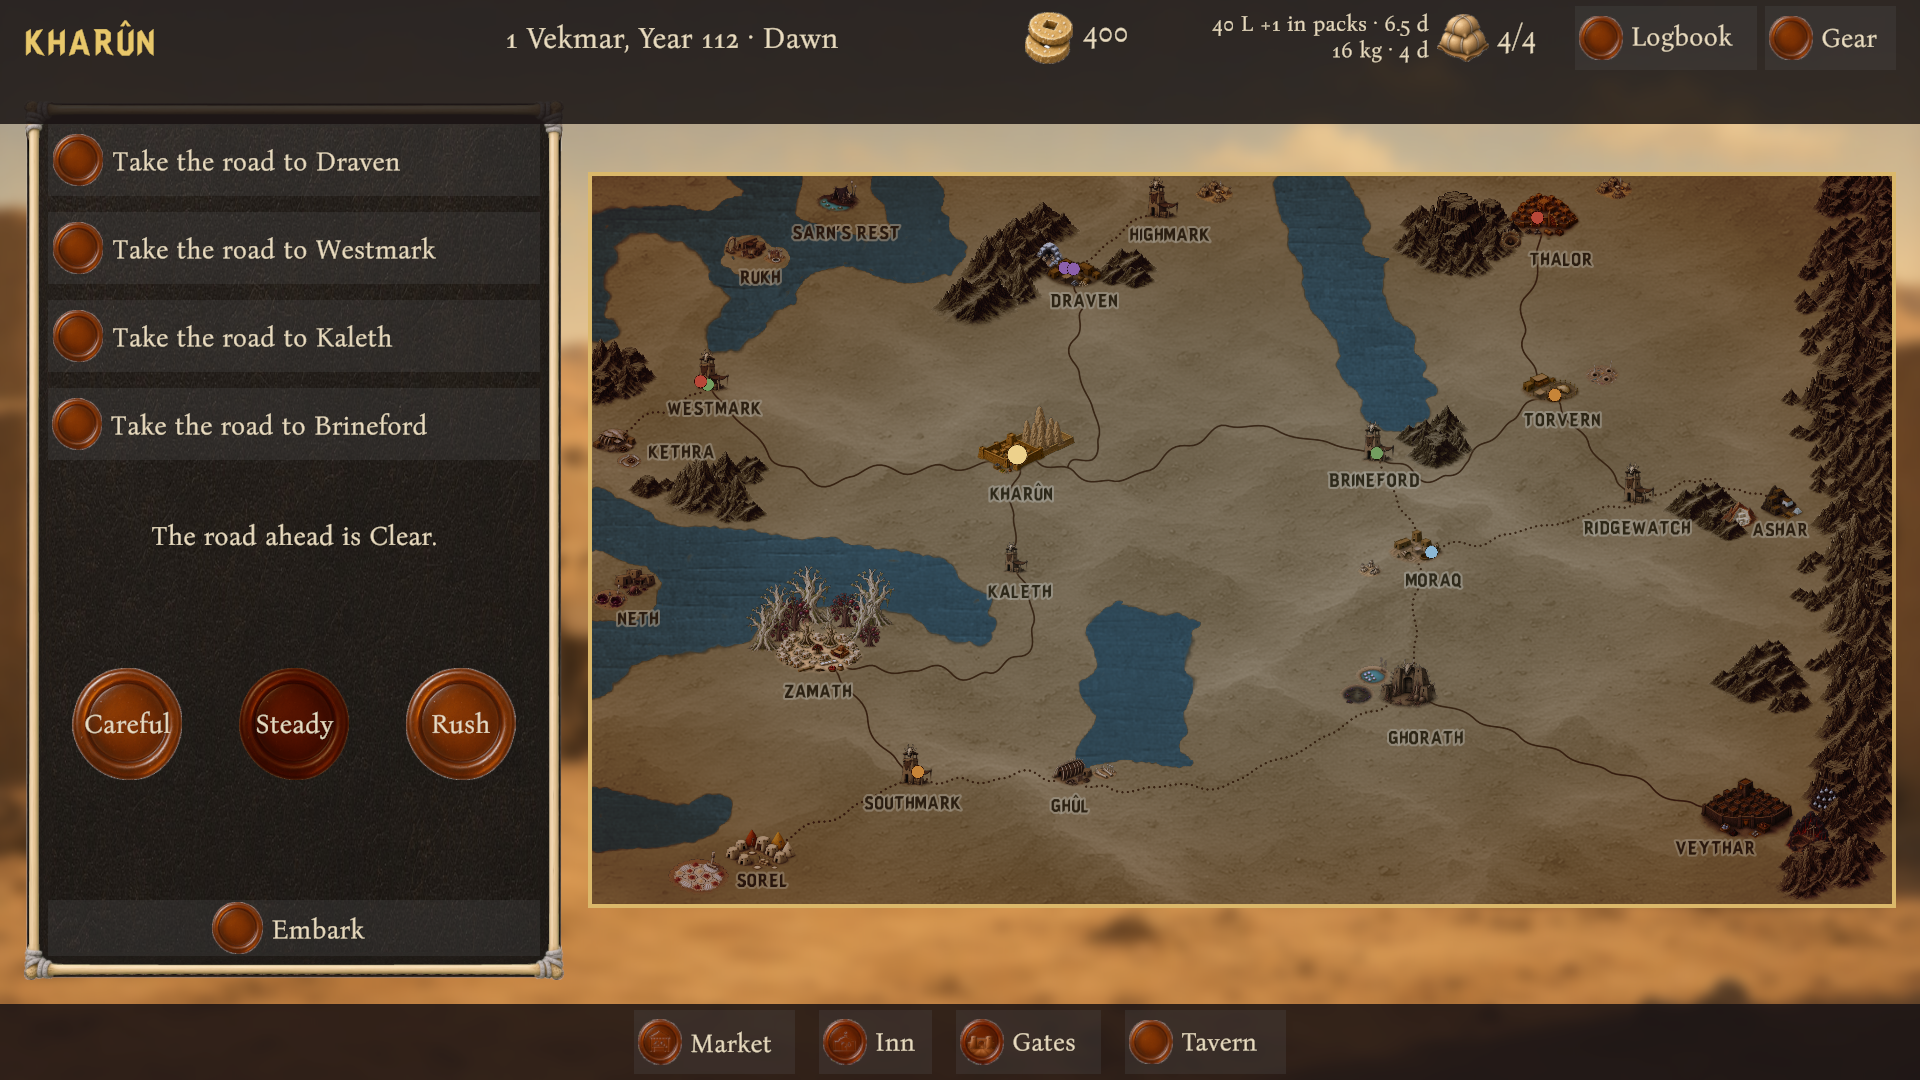 KHARÛN
1 Vekmar, Year 112 · Dawn
400
40 L +1 in packs · 6.5 d
16 kg · 4 d
4/4
Logbook
Gear
Take the road to Draven
Take the road to Westmark
Take the road to Kaleth
Take the road to Brineford
The road ahead is Clear.
Careful
Steady
Rush
Embark
SARN'S REST
HIGHMARK
RUKH
THALOR
DRAVEN
WESTMARK
TORVERN
KETHRA
BRINEFORD
KHARÛN
RIDGEWATCH
ASHAR
MORAQ
KALETH
NETH
ZAMATH
GHORATH
SOUTHMARK
GHÛL
VEYTHAR
SOREL
Market
Inn
Gates
Tavern